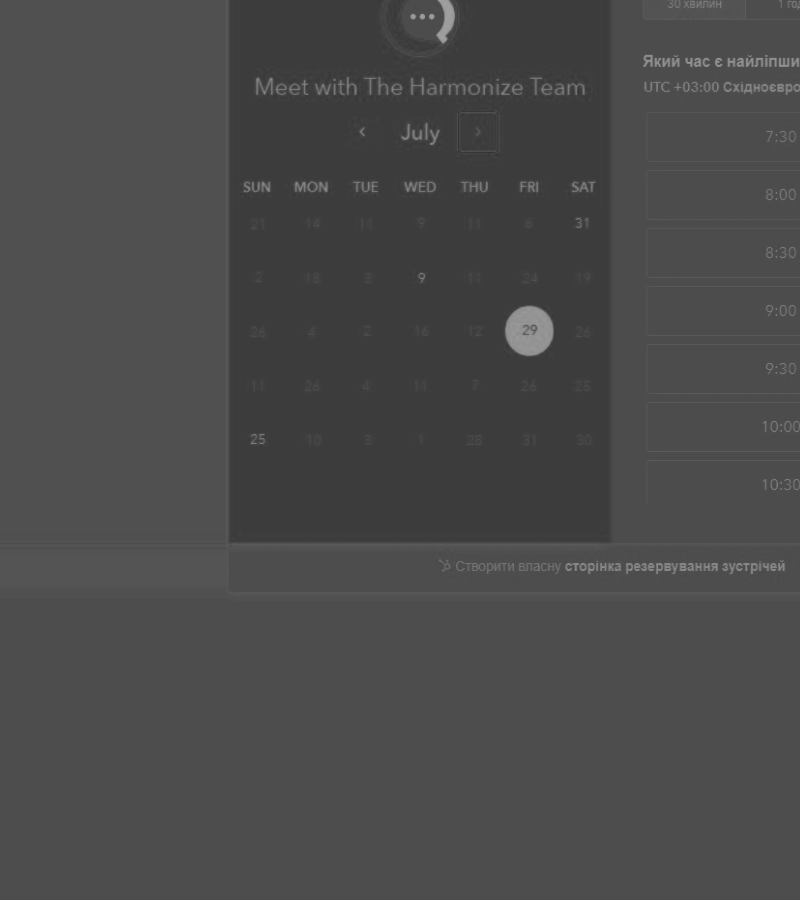 30 хвилин 1 год
Meet with The Harmonize Team
‹ July ›
SUN MON TUE WED THU FRI SAT
21 14 11 9 11 6 31
2 18 3 9 11 24 19
26 4 2 16 12 29 26
11 26 4 11 7 26 25
25 10 3 1 28 31 30
Який час є найліпши
UTC +03:00 Східноєвро
7:30
8:00
8:30
9:00
9:30
10:00
10:30
Створити власну сторінка резервування зустрічей